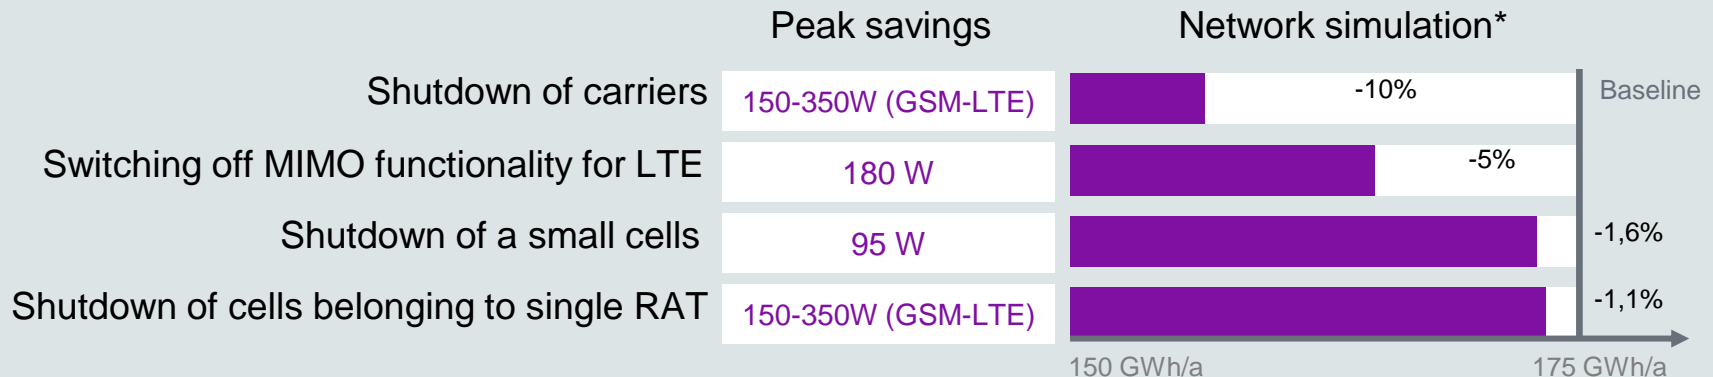 Peak savings
Network simulation*
Shutdown of carriers
150-350W (GSM-LTE)
-10%
Baseline
Switching off MIMO functionality for LTE
180 W
-5%
Shutdown of a small cells
95 W
-1,6%
Shutdown of cells belonging to single RAT
150-350W (GSM-LTE)
-1,1%
150 GWh/a
175 GWh/a